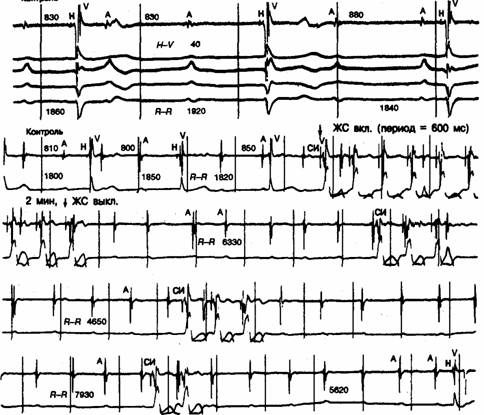 Контроль
830 H V A 830 A H V A 880 A H V
H–V 40
1860 R–R 1920 1840
Контроль ЖС вкл. (период = 600 мс)
810 A H V 800 A H V 850 A V СИ
1800 1850 R–R 1820
2 мин, ↓ ЖС выкл.
A A СИ
R–R 6330
A СИ
R–R 4650
A СИ A A H V
R–R 7930 5620